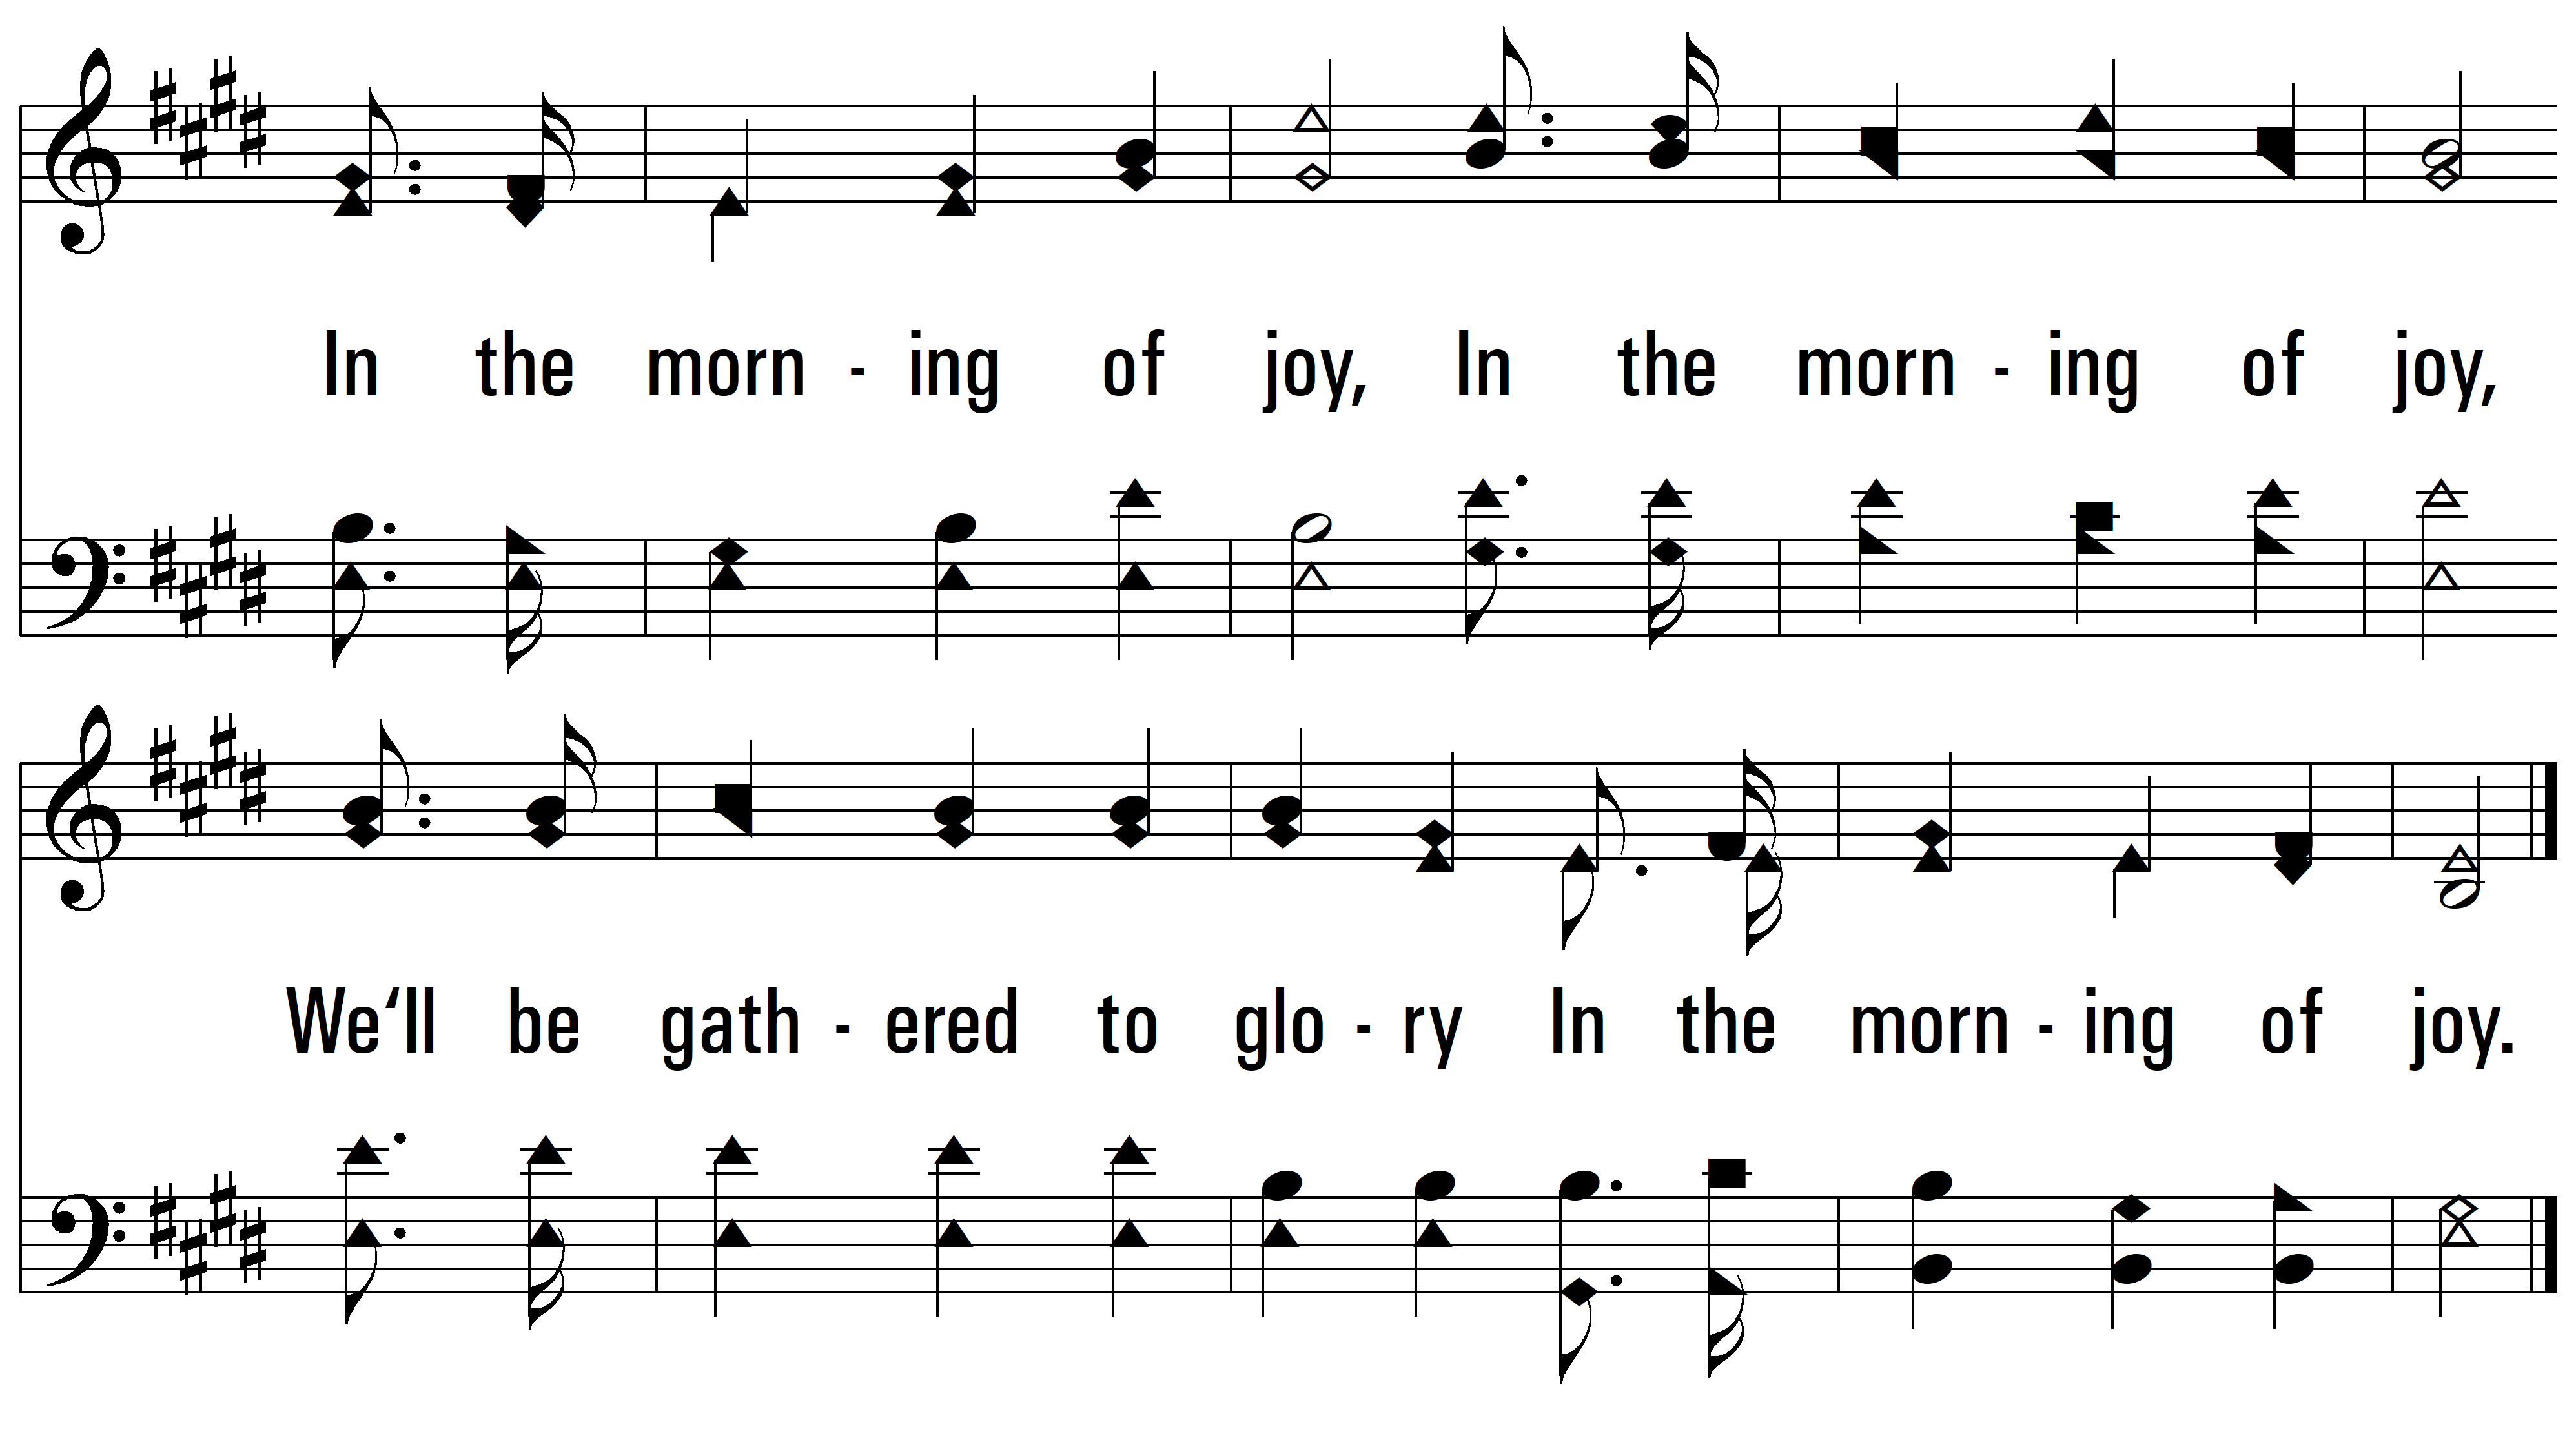 In the morn - ing of joy, In the morn - ing of joy,
We‘ll be gath - ered to glo - ry In the morn - ing of joy.